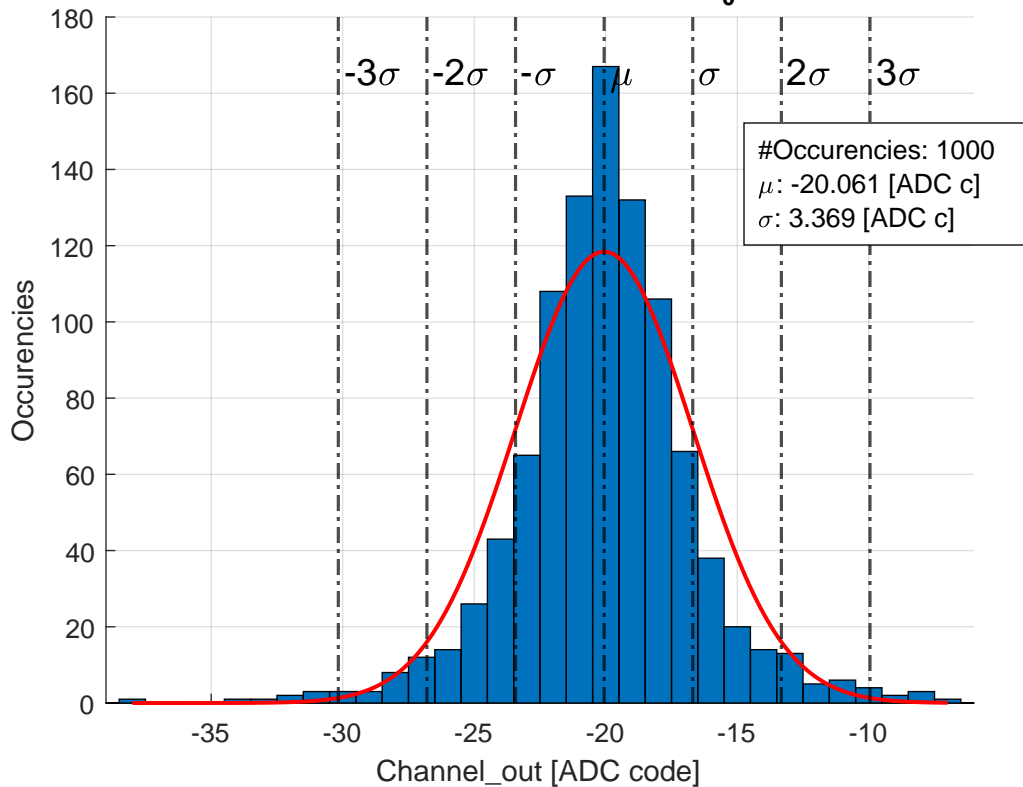 180
160
140
120
100
80
60
40
20
0
Occurencies
-3σ -2σ -σ μ σ 2σ 3σ
#Occurencies: 1000
μ: -20.061 [ADC c]
σ: 3.369 [ADC c]
-35 -30 -25 -20 -15 -10
Channel_out [ADC code]